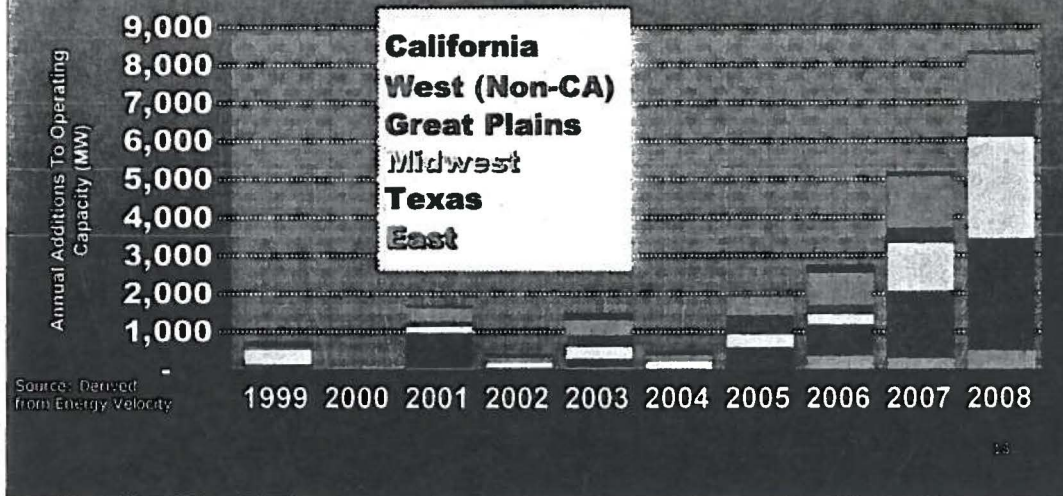 9,000
8,000
7,000
6,000
5,000
4,000
3,000
2,000
1,000
-
Annual Additions To Operating
Capacity (MW)
California
West (Non-CA)
Great Plains
Midwest
Texas
East
Source: Derived
from Energy Velocity
1999 2000 2001 2002 2003 2004 2005 2006 2007 2008